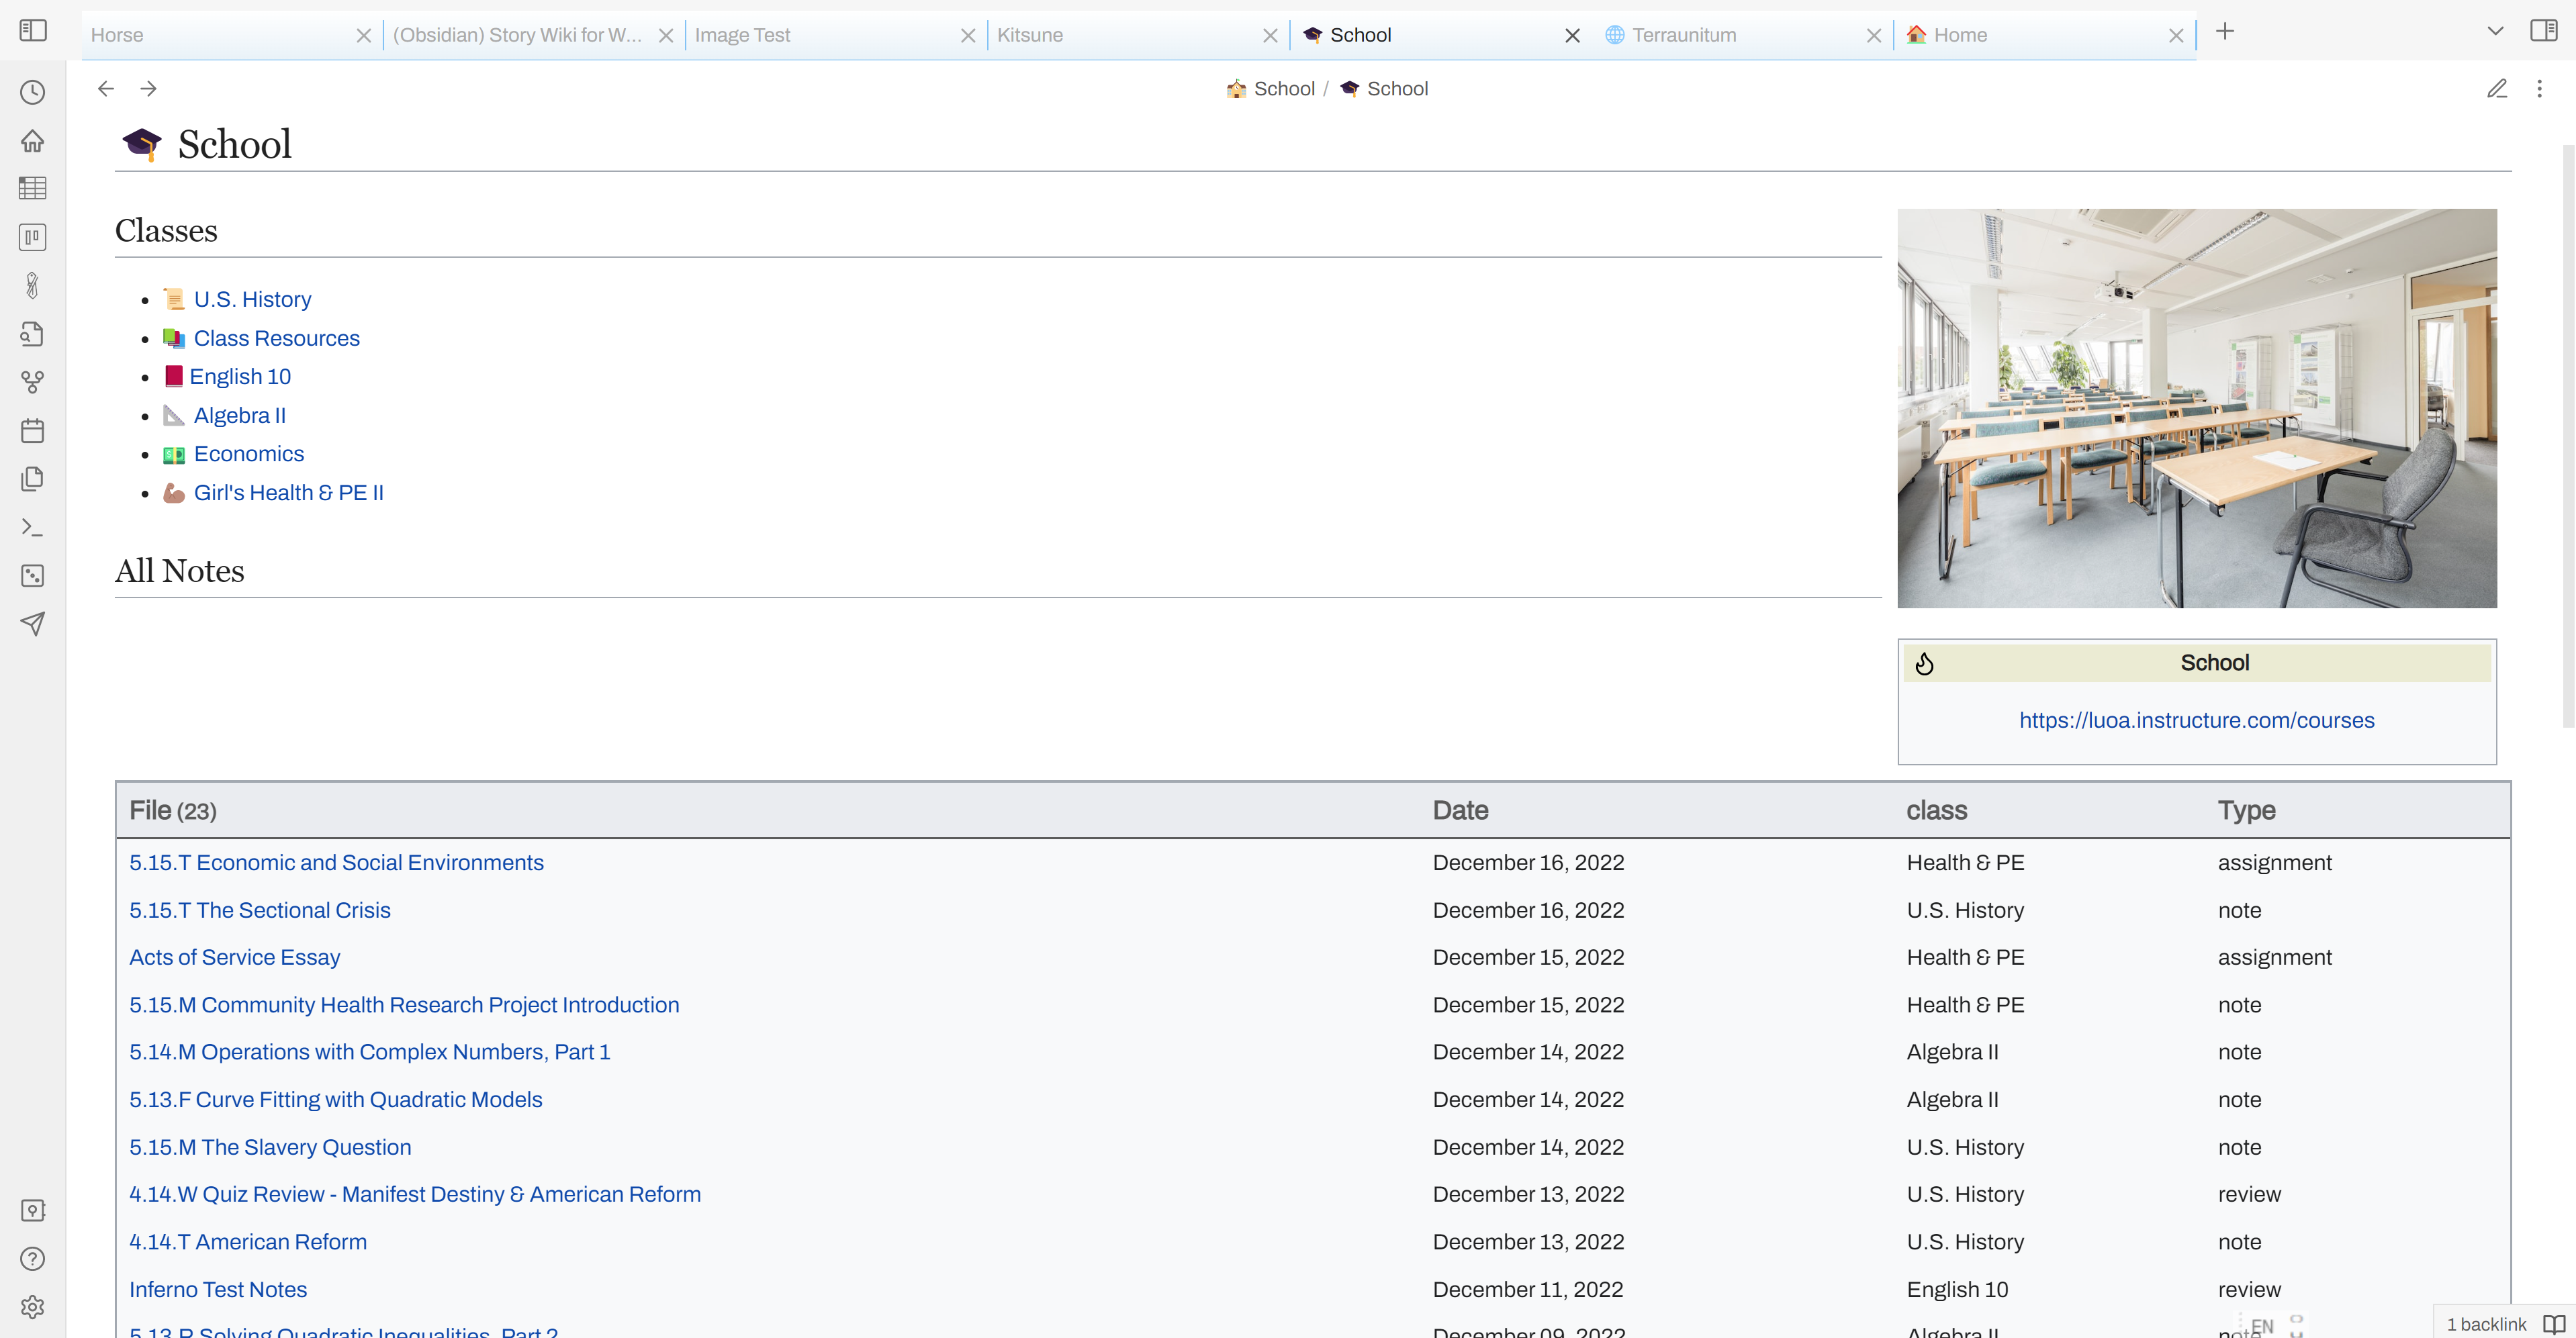 Horse
(Obsidian) Story Wiki for W...
Image Test
Kitsune
School
Terraunitum
Home
School / School
School
Classes
U.S. History
Class Resources
English 10
Algebra II
Economics
Girl's Health & PE II
All Notes
School
https://luoa.instructure.com/courses
File (23) Date class Type
5.15.T Economic and Social Environments December 16, 2022 Health & PE assignment
5.15.T The Sectional Crisis December 16, 2022 U.S. History note
Acts of Service Essay December 15, 2022 Health & PE assignment
5.15.M Community Health Research Project Introduction December 15, 2022 Health & PE note
5.14.M Operations with Complex Numbers, Part 1 December 14, 2022 Algebra II note
5.13.F Curve Fitting with Quadratic Models December 14, 2022 Algebra II note
5.15.M The Slavery Question December 14, 2022 U.S. History note
4.14.W Quiz Review - Manifest Destiny & American Reform December 13, 2022 U.S. History review
4.14.T American Reform December 13, 2022 U.S. History note
Inferno Test Notes December 11, 2022 English 10 review
5.13.R Solving Quadratic Inequalities, Part 2 December 09, 2022 Algebra II note
EN
1 backlink